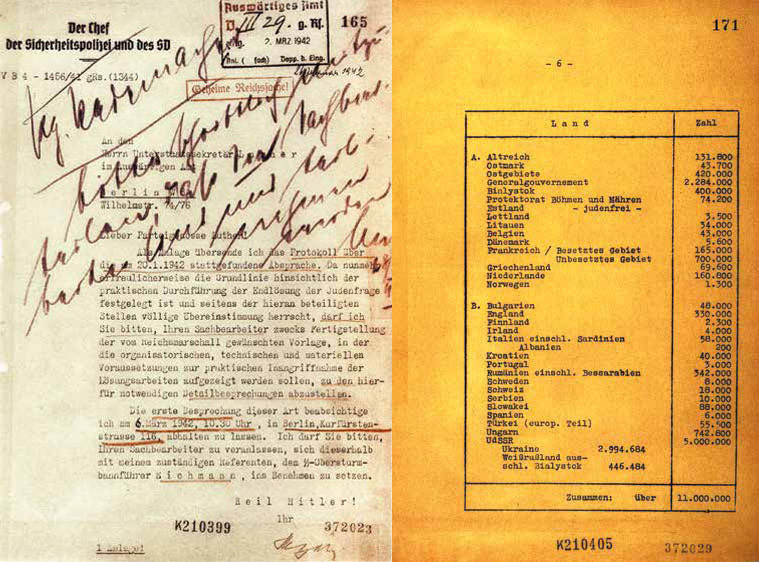 Der Chef
der Sicherheitspolizei und des SD
V B 4 - 1456/41 gRs. (1344)
Auswärtiges Amt
D. III 29. g. Rs.
2. MRZ 1942
165
Geheime Reichssache!
An den
Herrn Unterstaatssekretär
im Auswärtigen Amt
Berlin
Wilhelmstr. 74/76
Lieber Parteigenosse Luther!
Als Anlage übersende ich das Protokoll über
die am 20.1.1942 stattgefundene Absprache. Da nunmehr
erfreulicherweise die Grundlinie hinsichtlich der
praktischen Durchführung der Endlösung der Judenfrage
festgelegt ist und seitens der hieran beteiligten
Stellen völlige Übereinstimmung herrscht, darf ich
Sie bitten, Ihren Sachbearbeiter zwecks Fertigstellung
der vom Reichsmarschall gewünschten Vorlage, in der
die organisatorischen, technischen und materiellen
Voraussetzungen zur praktischen Inangriffnahme der
Lösungsarbeiten aufgezeigt werden sollen, zu den hier-
für notwendigen Detailbesprechungen abzustellen.
Die erste Besprechung dieser Art beabsichtige
ich am 6. März 1942, 10.30 Uhr, in Berlin, Kurfürsten-
strasse 116, abhalten zu lassen. Ich darf Sie bitten,
Ihren Sachbearbeiter zu veranlassen, sich dieserhalb
mit meinem zuständigen Referenten, dem SS-Obersturm-
bannführer Eichmann, ins Benehmen zu setzen.
Heil Hitler!
Ihr
K210399
372023
1 Anlage!
171
- 6 -
Land Zahl
A. Altreich 131.800
Ostmark 43.700
Ostgebiete 420.000
Generalgouvernement 2.284.000
Bialystok 400.000
Protektorat Böhmen und Mähren 74.200
Estland - judenfrei -
Lettland 3.500
Litauen 34.000
Belgien 43.000
Dänemark 5.600
Frankreich / Besetztes Gebiet 165.000
Unbesetztes Gebiet 700.000
Griechenland 69.600
Niederlande 160.800
Norwegen 1.300
B. Bulgarien 48.000
England 330.000
Finnland 2.300
Irland 4.000
Italien einschl. Sardinien 58.000
Albanien 200
Kroatien 40.000
Portugal 3.000
Rumänien einschl. Bessarabien 342.000
Schweden 8.000
Schweiz 18.000
Serbien 10.000
Slowakei 88.000
Spanien 6.000
Türkei (europ. Teil) 55.500
Ungarn 742.800
UdSSR 5.000.000
Ukraine 2.994.684
Weißrußland aus-
schl. Bialystok 446.484
Zusammen: über 11.000.000
K210405
372029